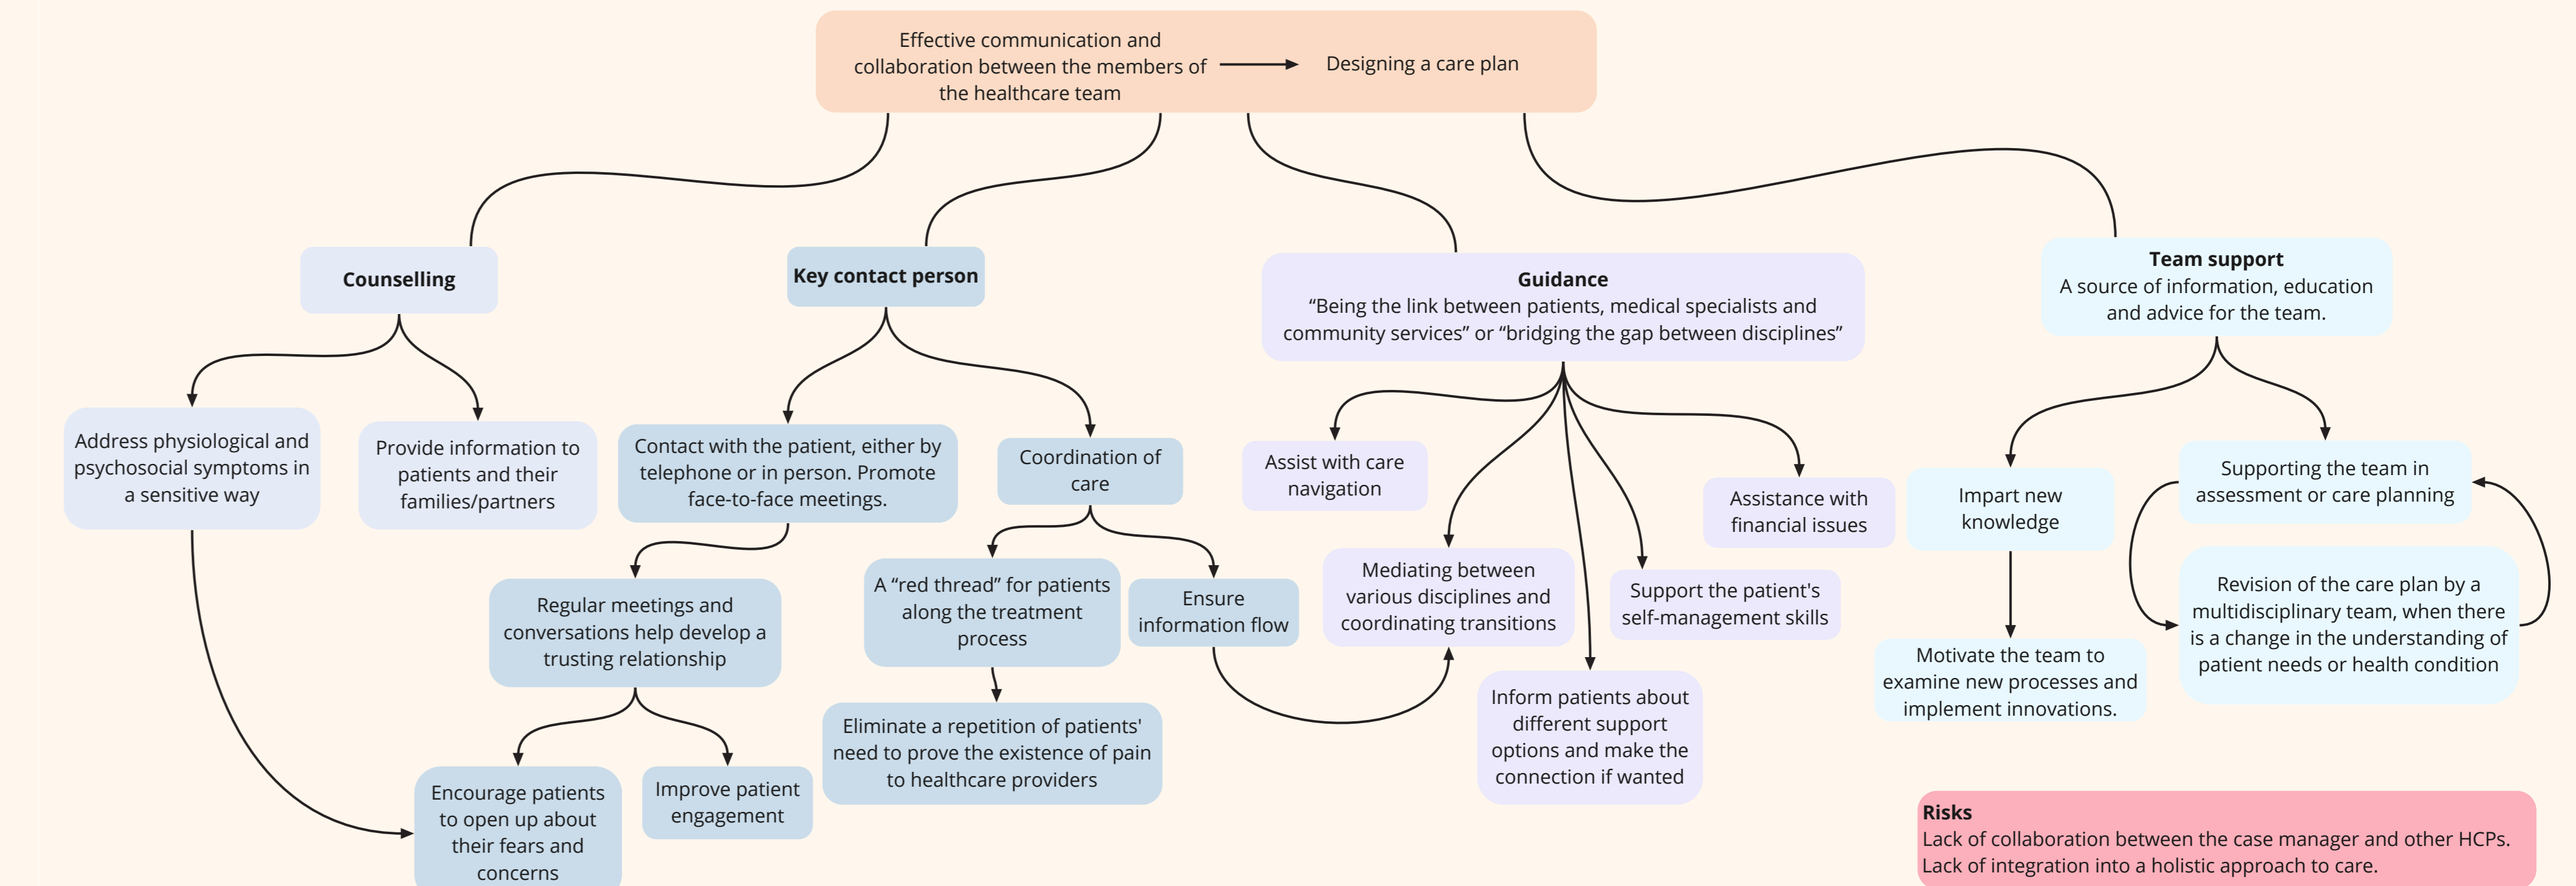 Effective communication and
collaboration between the members of
the healthcare team
Designing a care plan
Counselling
Key contact person
Guidance
“Being the link between patients, medical specialists and
community services” or “bridging the gap between disciplines”
Team support
A source of information, education
and advice for the team.
Address physiological and
psychosocial symptoms in
a sensitive way
Provide information to
patients and their
families/partners
Contact with the patient, either by
telephone or in person. Promote
face-to-face meetings.
Coordination of
care
Assist with care
navigation
Assistance with
financial issues
Impart new
knowledge
Supporting the team in
assessment or care planning
Regular meetings and
conversations help develop a
trusting relationship
A “red thread” for patients
along the treatment
process
Ensure
information flow
Mediating between
various disciplines and
coordinating transitions
Support the patient's
self-management skills
Revision of the care plan by a
multidisciplinary team, when there
is a change in the understanding of
patient needs or health condition
Motivate the team to
examine new processes and
implement innovations.
Eliminate a repetition of patients'
need to prove the existence of pain
to healthcare providers
Inform patients about
different support
options and make the
connection if wanted
Encourage patients
to open up about
their fears and
concerns
Improve patient
engagement
Risks
Lack of collaboration between the case manager and other HCPs.
Lack of integration into a holistic approach to care.